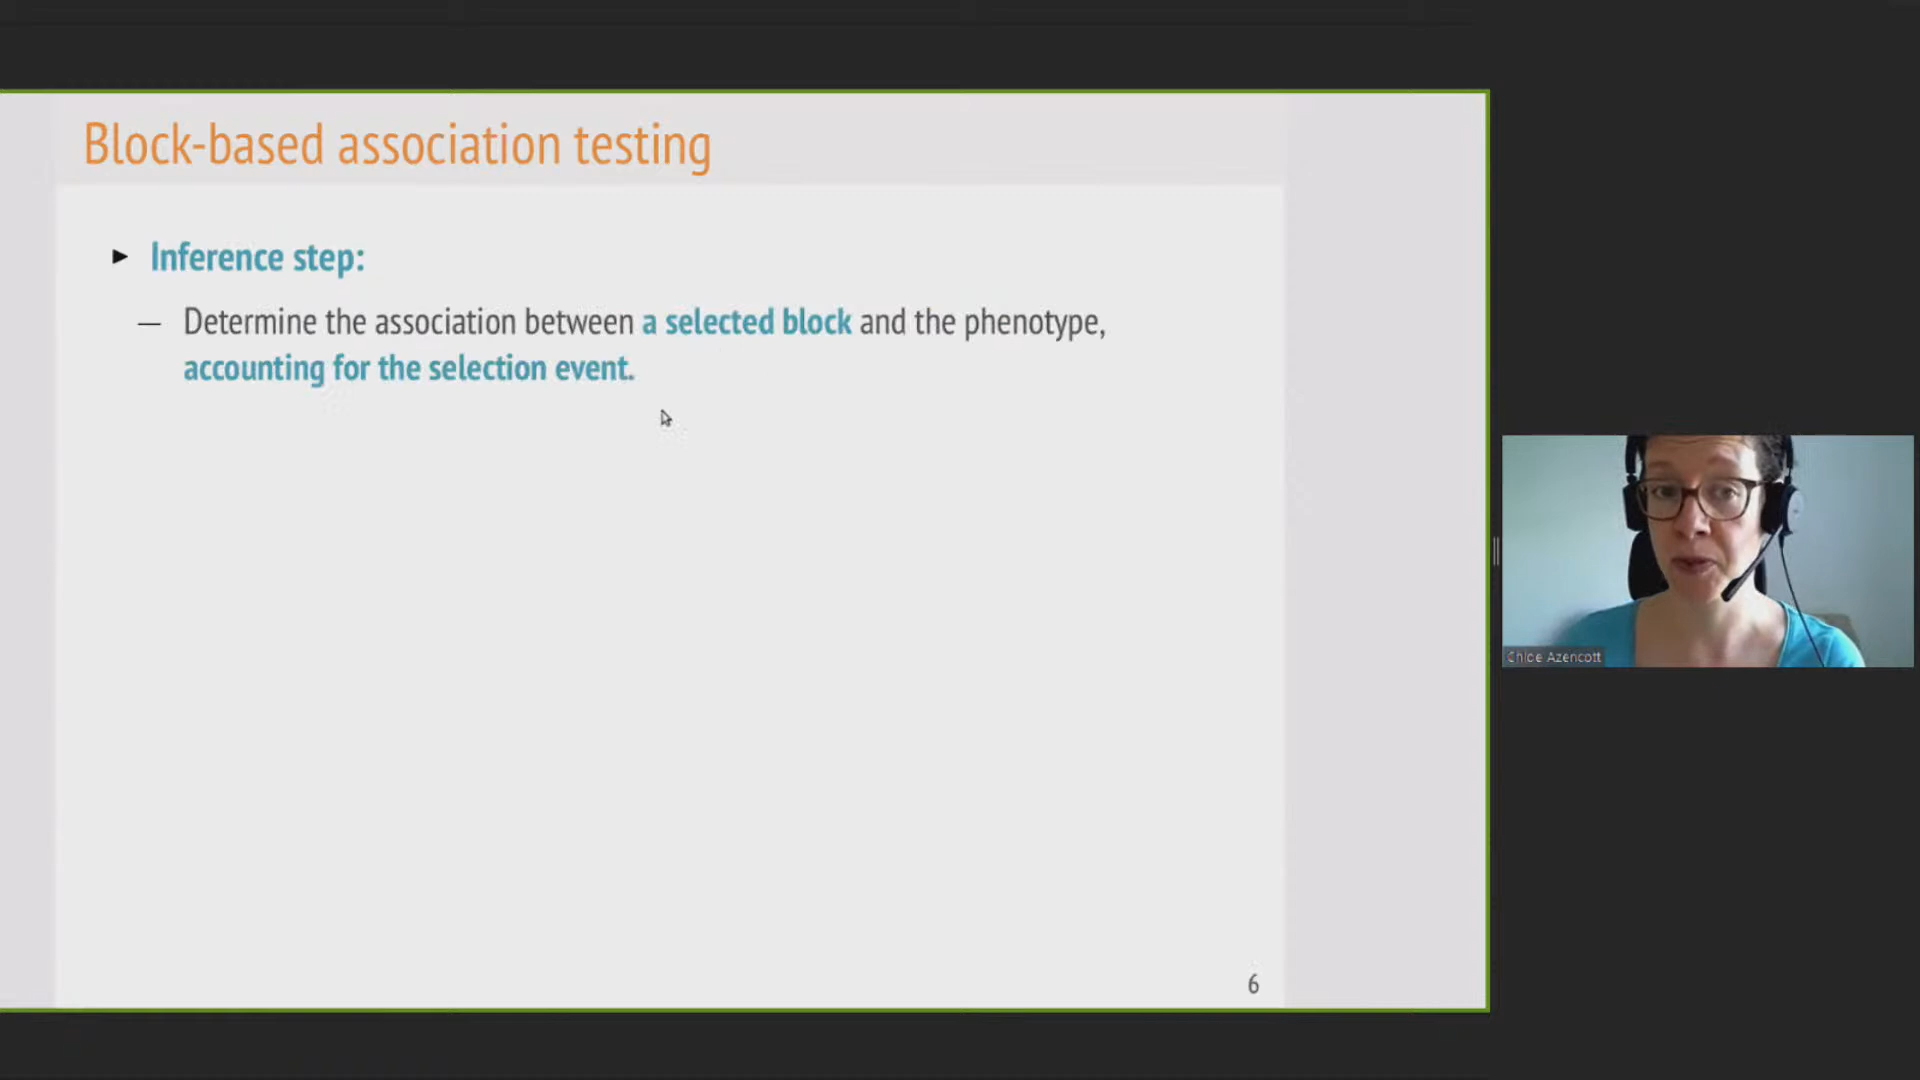 Block-based association testing
► Inference step:
— Determine the association between a selected block and the phenotype,
accounting for the selection event.
6
Chloe Azencott